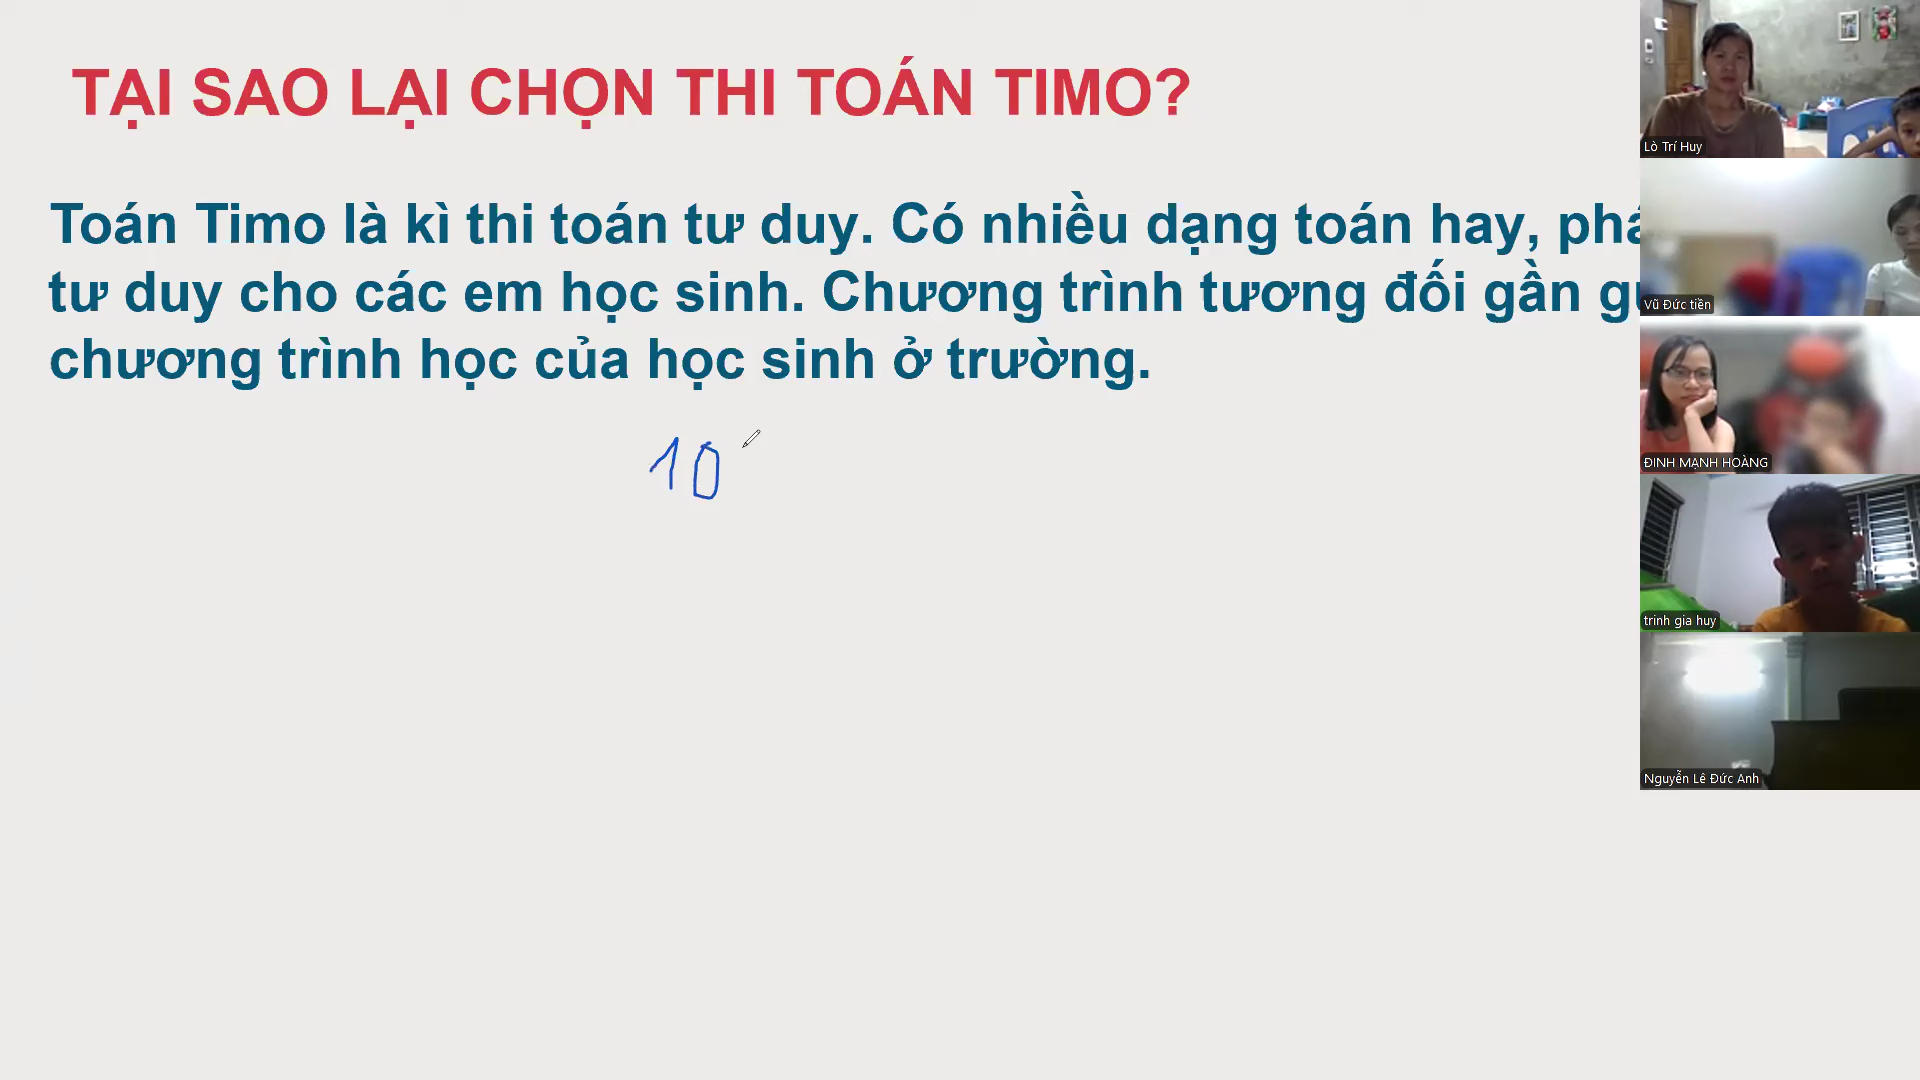 TẠI SAO LẠI CHỌN THI TOÁN TIMO?
Toán Timo là kì thi toán tư duy. Có nhiều dạng toán hay,
tư duy cho các em học sinh. Chương trình tương đối gần
chương trình học của học sinh ở trường.
10
Lò Trí Huy
Vũ Đức tiền
ĐINH MẠNH HOÀNG
trinh gia huy
Nguyễn Lê Đức Anh